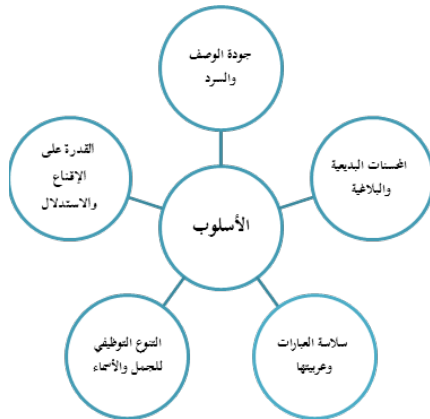 جودة الوصف
والسرد
المحسنات البديعية
والبلاغية
القدرة على
الإقناع
والاستدلال
الأسلوب
التنوع التوظيفي
للجمل والأسماء
سلاسة العبارات
وعربيتها